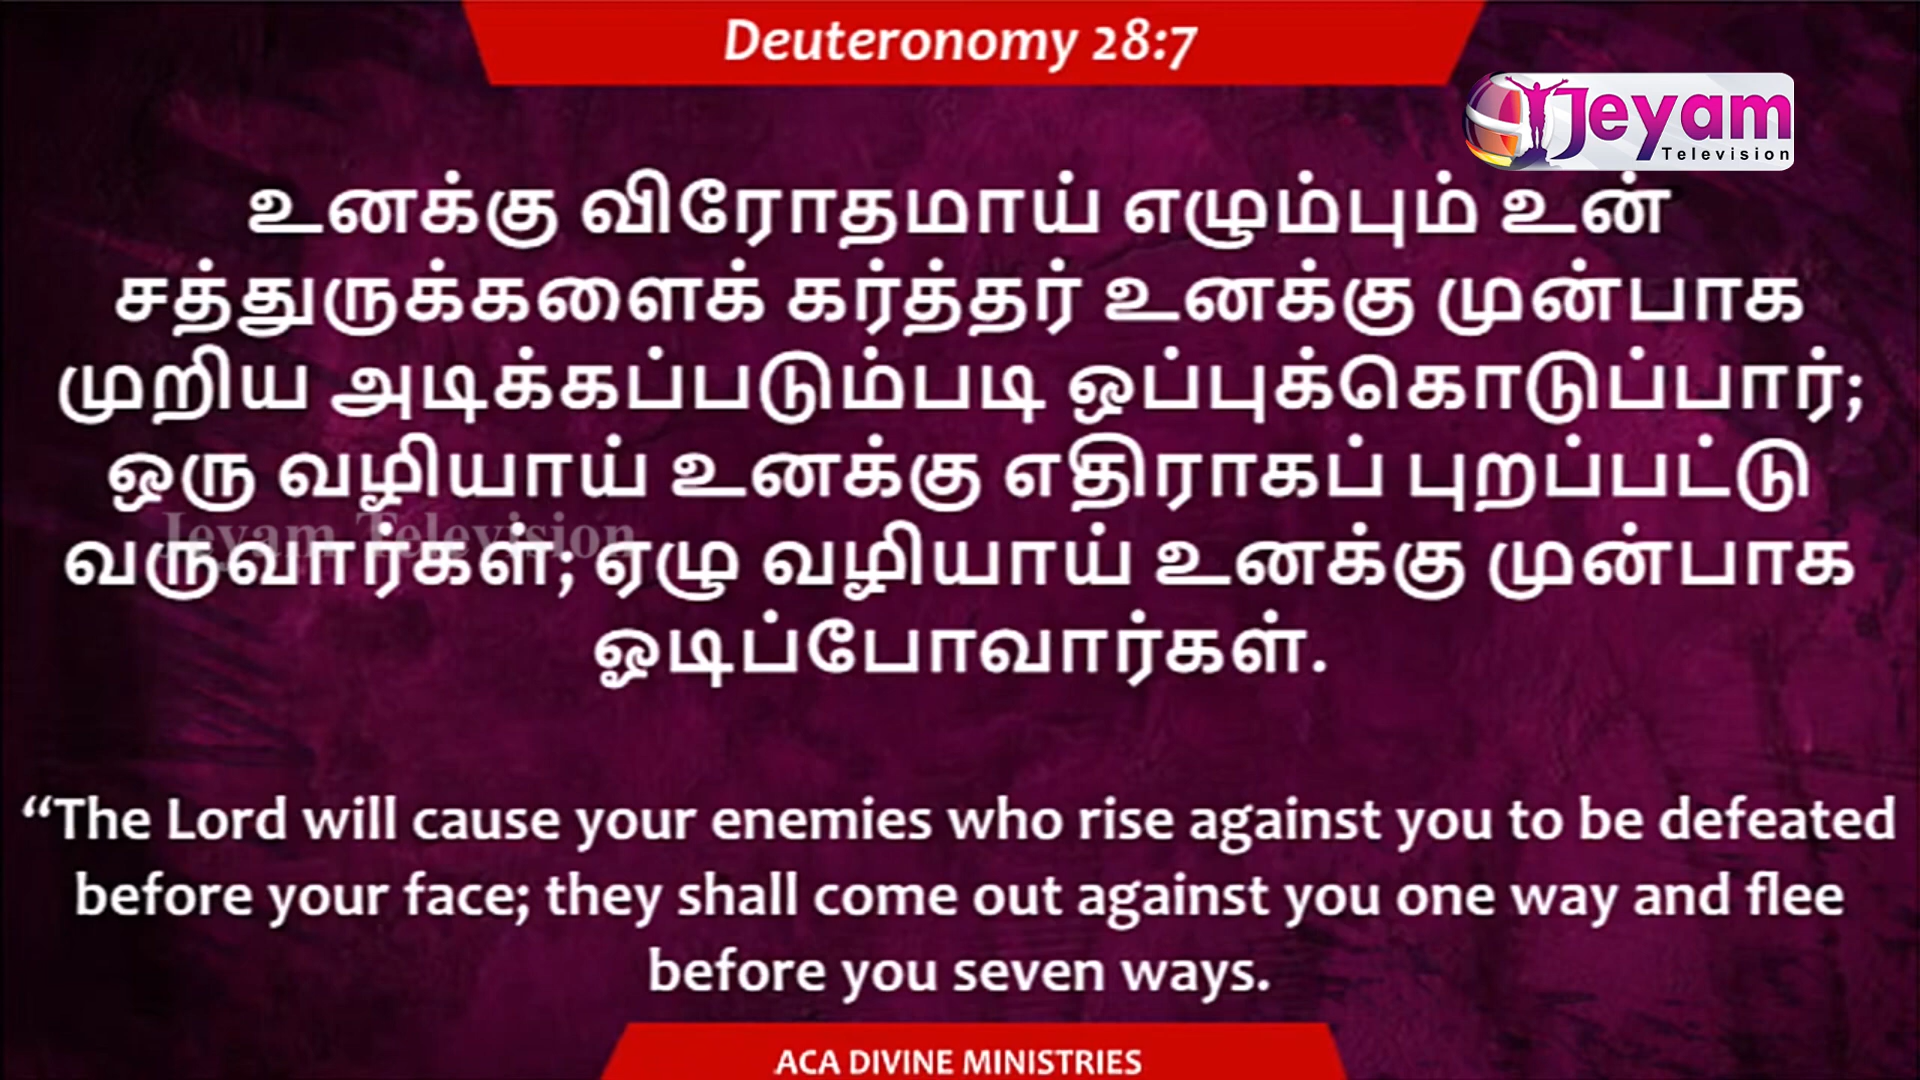 Deuteronomy 28:7
Jeyam
Television
உனக்கு விரோதமாய் எழும்பும் உன்
சத்துருக்களைக் கர்த்தர் உனக்கு முன்பாக
முறிய அடிக்கப்படும்படி ஒப்புக்கொடுப்பார்;
ஒரு வழியாய் உனக்கு எதிராகப் புறப்பட்டு
Jeyam Television
வருவார்கள்; ஏழு வழியாய் உனக்கு முன்பாக
ஓடிப்போவார்கள்.
“The Lord will cause your enemies who rise against you to be defeated
before your face; they shall come out against you one way and flee
before you seven ways.
ACA DIVINE MINISTRIES